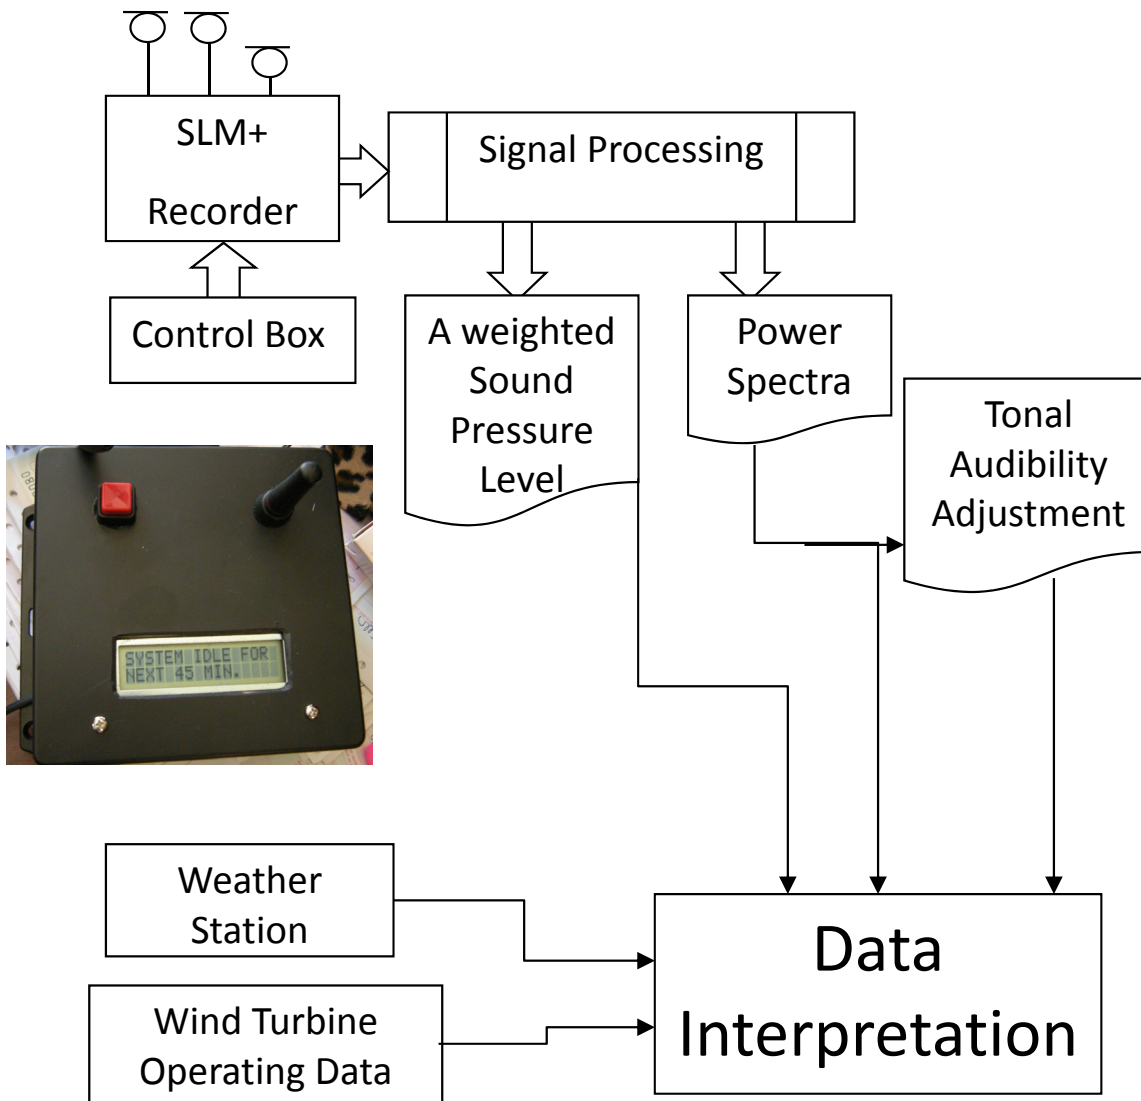 SLM+
Recorder
Signal Processing
Control Box
A weighted
Sound
Pressure
Level
Power
Spectra
Tonal
Audibility
Adjustment
SYSTEM IDLE FOR
NEXT 45 MIN.
Weather
Station
Wind Turbine
Operating Data
Data
Interpretation